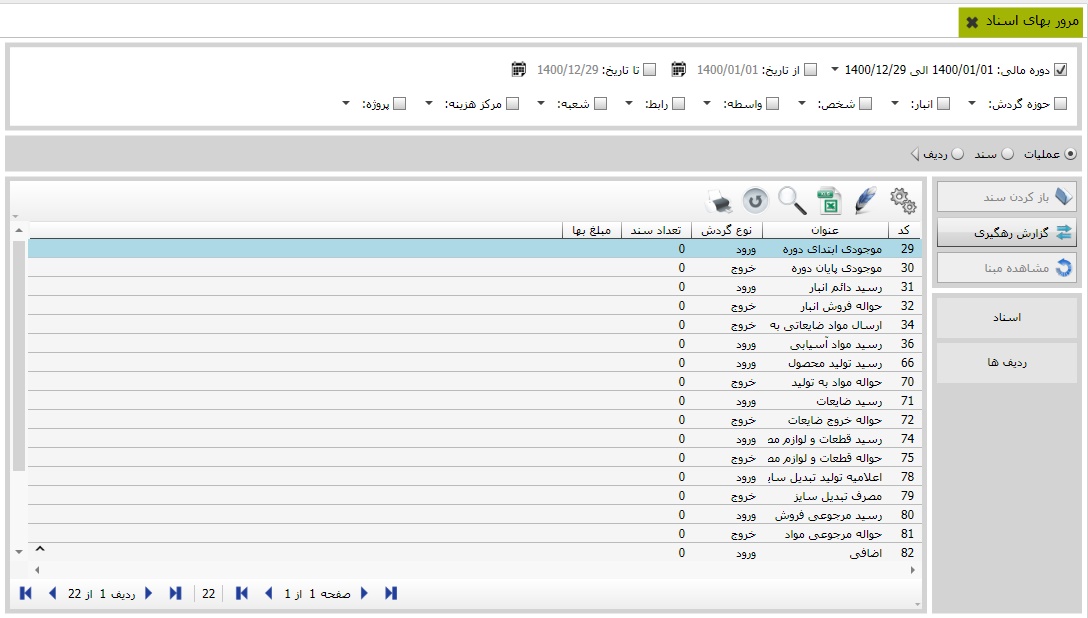 مرور بهای اسناد
دوره مالی: 1400/01/01 الی 1400/12/29 از تاریخ: 1400/01/01 تا تاریخ: 1400/12/29
حوزه گردش: انبار: شخص: واسطه: رابط: شعبه: مرکز هزینه: پروژه:
عملیات سند ردیف
باز کردن سند
گزارش رهگیری
مشاهده مبنا
اسناد
ردیف ها
کد عنوان نوع گردش تعداد سند مبلغ بها
29 موجودی ابتدای دوره ورود 0
30 موجودی پایان دوره خروج 0
31 رسید دائم انبار ورود 0
32 حواله فروش انبار خروج 0
34 ارسال مواد ضایعاتی به خروج 0
36 رسید مواد آسیابی ورود 0
66 رسید تولید محصول ورود 0
70 حواله مواد به تولید خروج 0
71 رسید ضایعات ورود 0
72 حواله خروج ضایعات خروج 0
74 رسید قطعات و لوازم مص ورود 0
75 حواله قطعات و لوازم مص خروج 0
78 اعلامیه تولید تبدیل سای ورود 0
79 مصرف تبدیل سایز خروج 0
80 رسید مرجوعی فروش ورود 0
81 حواله مرجوعی مواد خروج 0
82 اضافی ورود 0
صفحه 1 از 1 22 ردیف 1 از 22